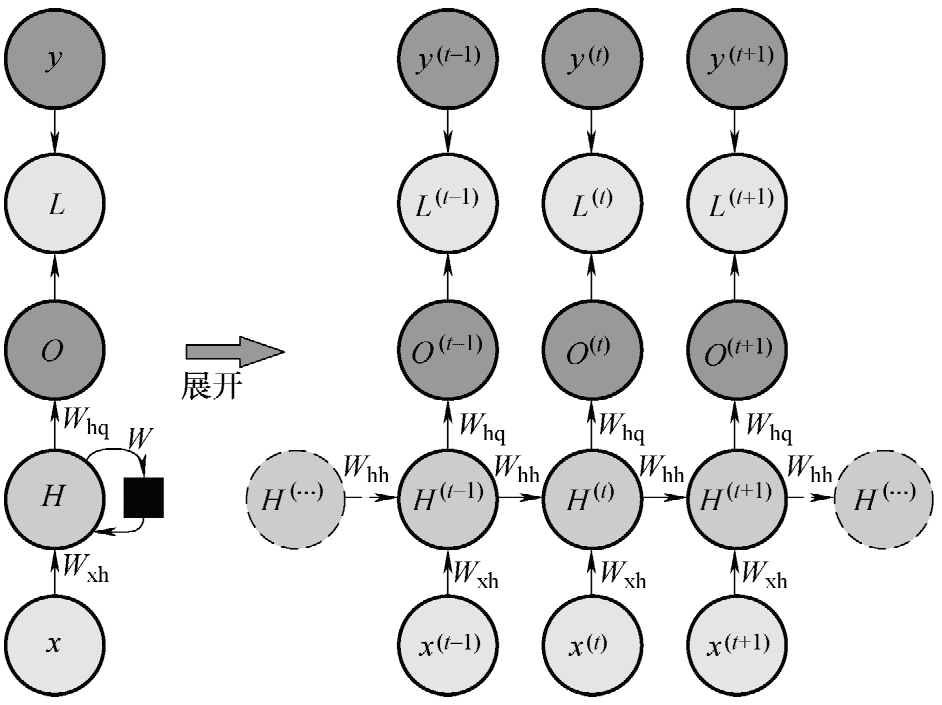 y y(t–1) y(t) y(t+1)
L L(t–1) L(t) L(t+1)
O O(t–1) O(t) O(t+1)
展开
Whq W Whq Whq Whq
Whh Whh Whh Whh
H H(···) H(t–1) H(t) H(t+1) H(···)
Wxh Wxh Wxh Wxh
x x(t–1) x(t) x(t+1)